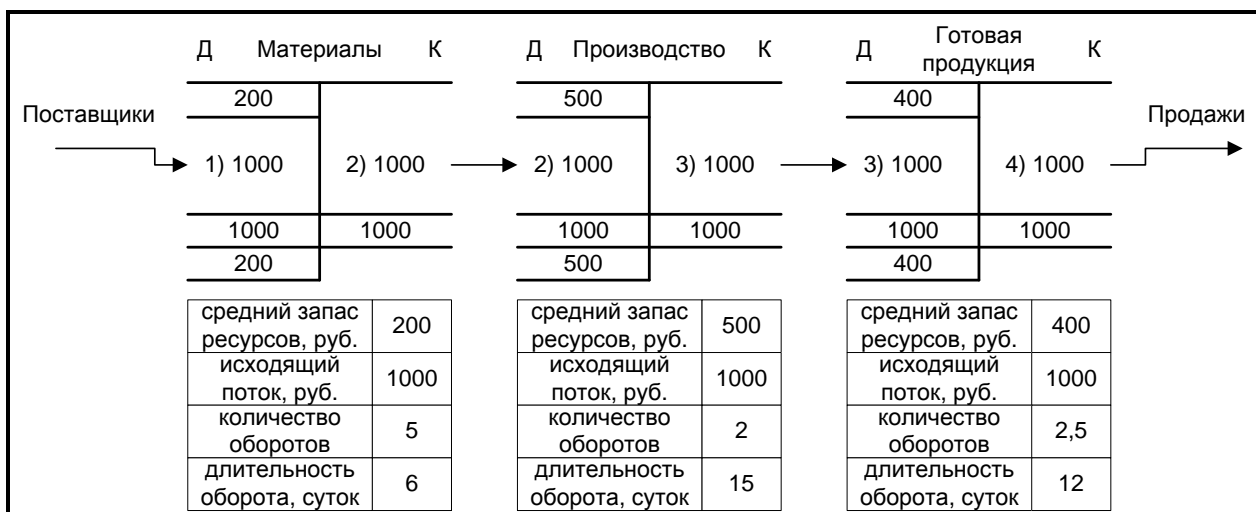 Д Материалы К
Д Производство К
Д Готовая продукция К
Поставщики
Продажи
200
500
400
1) 1000 2) 1000
2) 1000 3) 1000
3) 1000 4) 1000
1000 1000
1000 1000
1000 1000
200
500
400
средний запас
ресурсов, руб. 200
исходящий
поток, руб. 1000
количество
оборотов 5
длительность
оборота, суток 6
средний запас
ресурсов, руб. 500
исходящий
поток, руб. 1000
количество
оборотов 2
длительность
оборота, суток 15
средний запас
ресурсов, руб. 400
исходящий
поток, руб. 1000
количество
оборотов 2,5
длительность
оборота, суток 12